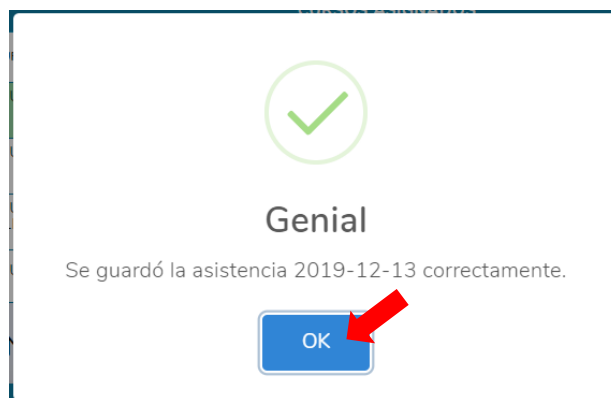 Genial
Se guardó la asistencia 2019-12-13 correctamente.
OK